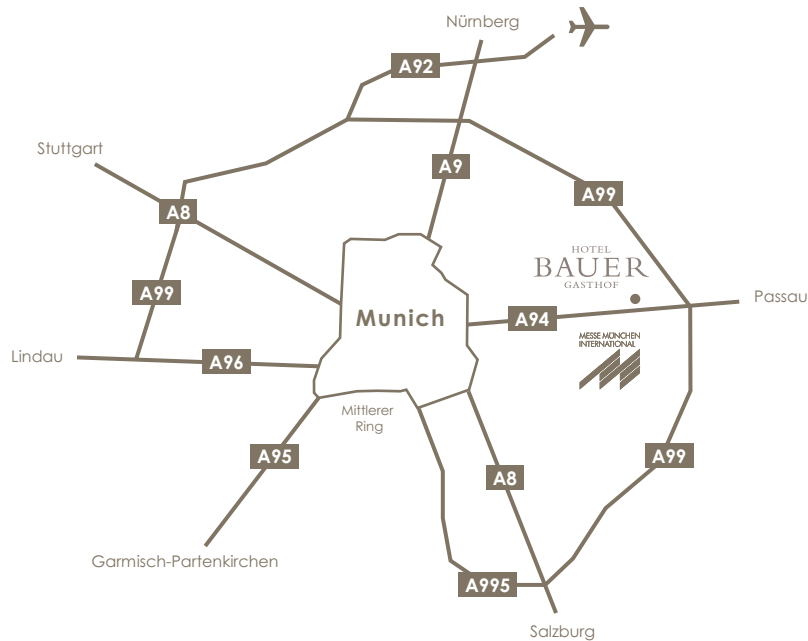 Nürnberg
A92
Stuttgart
A9
A99
A8
HOTEL
BAUER
GASTHOF
A99
Passau
Munich
A94
MESSE MÜNCHEN
INTERNATIONAL
Lindau
A96
Mittlerer
Ring
A95
A99
A8
Garmisch-Partenkirchen
A995
Salzburg